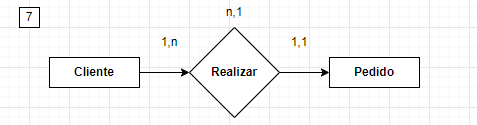 7
n,1
1,n
1,1
Cliente
Realizar
Pedido